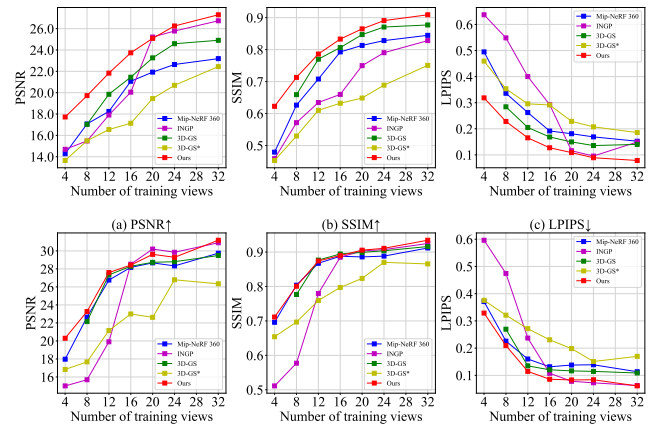 26.0
24.0
22.0
20.0
18.0
16.0
14.0
PSNR
4 8 12 16 20 24 28 32
Number of training views
Mip-NeRF 360
INGP
3D-GS
3D-GS*
Ours
0.9
0.8
0.7
0.6
0.5
SSIM
4 8 12 16 20 24 28 32
Number of training views
Mip-NeRF 360
INGP
3D-GS
3D-GS*
Ours
0.6
0.5
0.4
0.3
0.2
0.1
LPIPS
4 8 12 16 20 24 28 32
Number of training views
Mip-NeRF 360
INGP
3D-GS
3D-GS*
Ours
(a) PSNR↑
(b) SSIM↑
(c) LPIPS↓
30
28
26
24
22
20
18
16
PSNR
4 8 12 16 20 24 28 32
Number of training views
Mip-NeRF 360
INGP
3D-GS
3D-GS*
Ours
0.9
0.8
0.7
0.6
0.5
SSIM
4 8 12 16 20 24 28 32
Number of training views
Mip-NeRF 360
INGP
3D-GS
3D-GS*
Ours
0.6
0.5
0.4
0.3
0.2
0.1
LPIPS
4 8 12 16 20 24 28 32
Number of training views
Mip-NeRF 360
INGP
3D-GS
3D-GS*
Ours